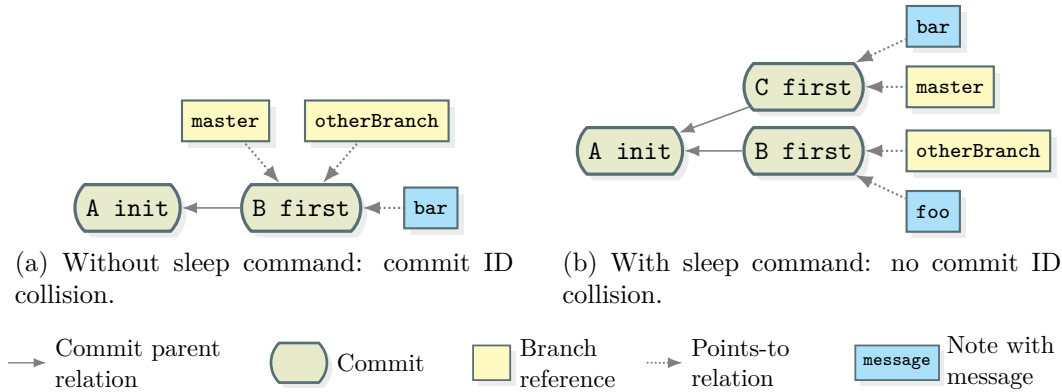 master
otherBranch
A init
B first
bar
(a) Without sleep command: commit ID
collision.
bar
C first
master
A init
B first
otherBranch
foo
(b) With sleep command: no commit ID
collision.
Commit parent
relation
Commit
Branch
reference
Points-to
relation
message
Note with
message